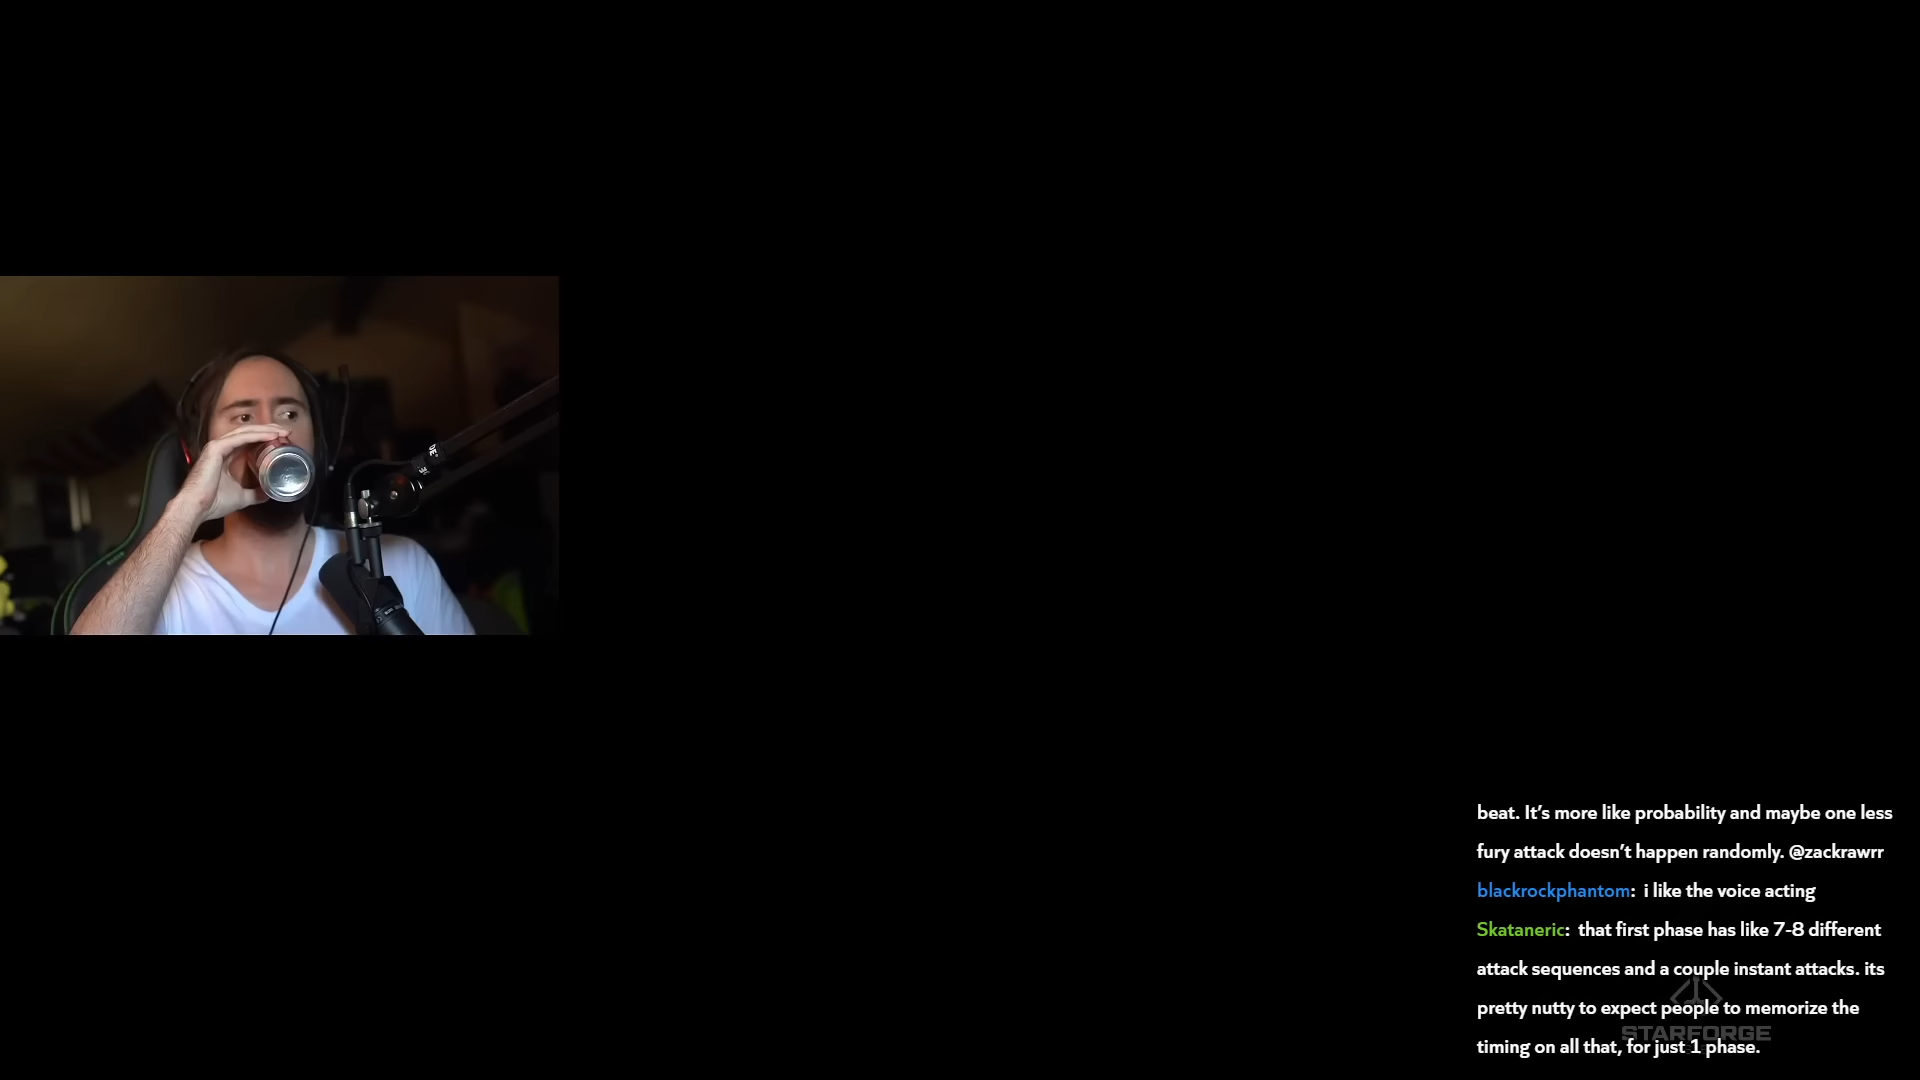 beat. It's more like probability and maybe one less
fury attack doesn't happen randomly. @zackrawrr
blackrockphantom: i like the voice acting
Skataneric: that first phase has like 7-8 different
attack sequences and a couple instant attacks. its
pretty nutty to expect people to memorize the
STARFORGE
timing on all that, for just 1 phase.